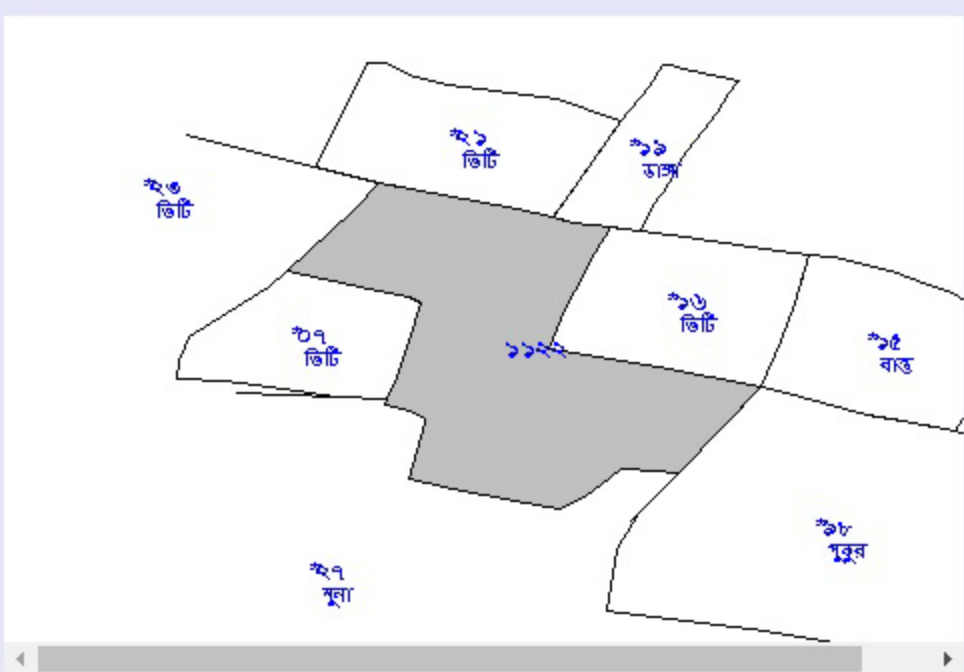 *২১
ভিটি
*১৯
ডাঙ্গা
*২৩
ভিটি
*১৬
ভিটি
*১৫
বাস্তু
*০৭
ভিটি
১১২২
*১৮
পুকুর
*২৭